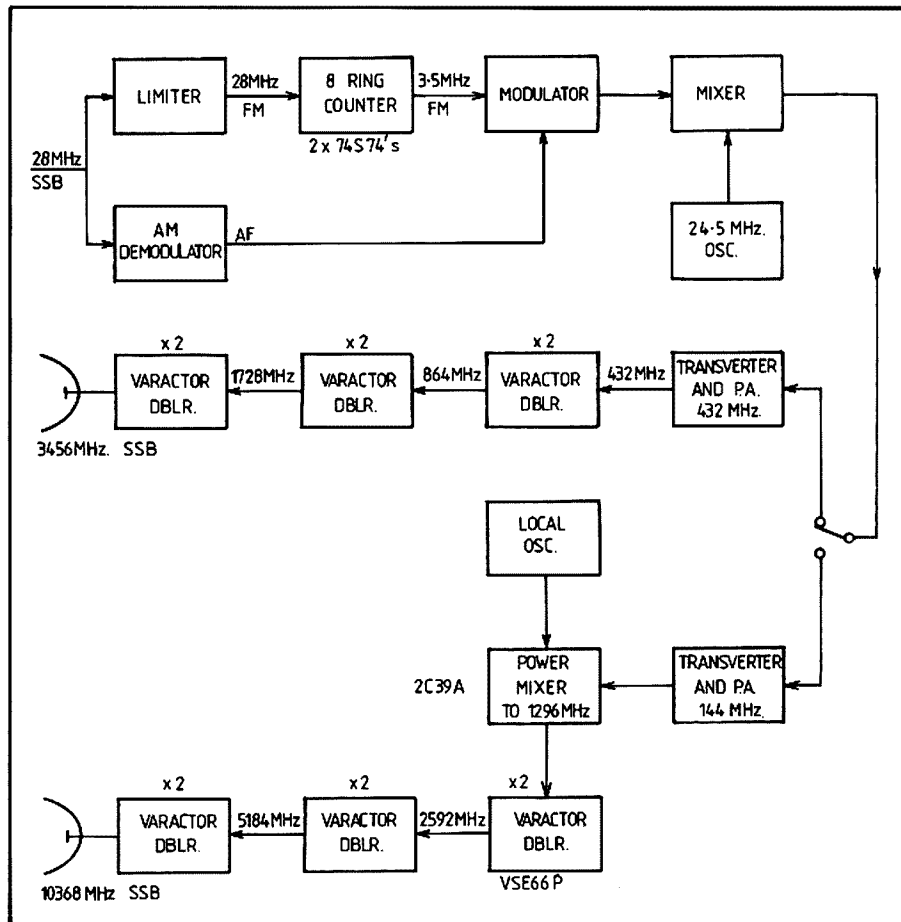 LIMITER
28MHz
FM
8 RING
COUNTER
2 x 74S74's
3·5MHz
FM
MODULATOR
MIXER
28MHz
SSB
AM
DEMODULATOR
AF
24·5 MHz.
OSC.
x 2
VARACTOR
DBLR.
1728MHz
x 2
VARACTOR
DBLR.
864MHz
x 2
VARACTOR
DBLR.
432MHz
TRANSVERTER
AND P.A.
432 MHz.
3456MHz. SSB
LOCAL
OSC.
2C39A
POWER
MIXER
TO 1296MHz
TRANSVERTER
AND P.A.
144 MHz.
x 2
VARACTOR
DBLR.
5184MHz
x 2
VARACTOR
DBLR.
2592MHz
x 2
VARACTOR
DBLR.
VSE66P
10368 MHz SSB